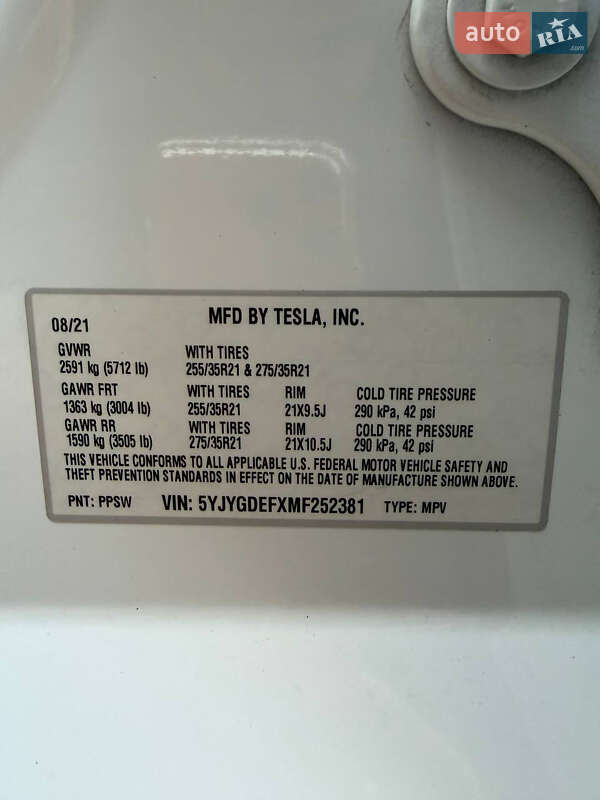 auto RIA.com
08/21 MFD BY TESLA, INC.
GVWR WITH TIRES
2591 kg (5712 lb) 255/35R21 & 275/35R21
GAWR FRT WITH TIRES RIM COLD TIRE PRESSURE
1363 kg (3004 lb) 255/35R21 21X9.5J 290 kPa, 42 psi
GAWR RR WITH TIRES RIM COLD TIRE PRESSURE
1590 kg (3505 lb) 275/35R21 21X10.5J 290 kPa, 42 psi
THIS VEHICLE CONFORMS TO ALL APPLICABLE U.S. FEDERAL MOTOR VEHICLE SAFETY AND
THEFT PREVENTION STANDARDS IN EFFECT ON THE DATE OF MANUFACTURE SHOWN ABOVE.
PNT: PPSW VIN: 5YJYGDEFXMF252381 TYPE: MPV